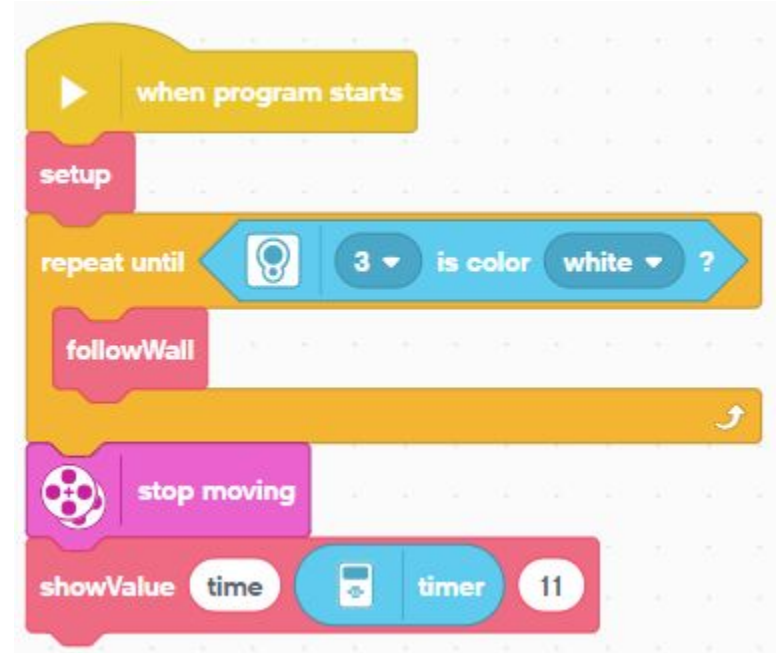 when program starts
setup
repeat until 3 is color white ?
followWall
stop moving
showValue time timer 11